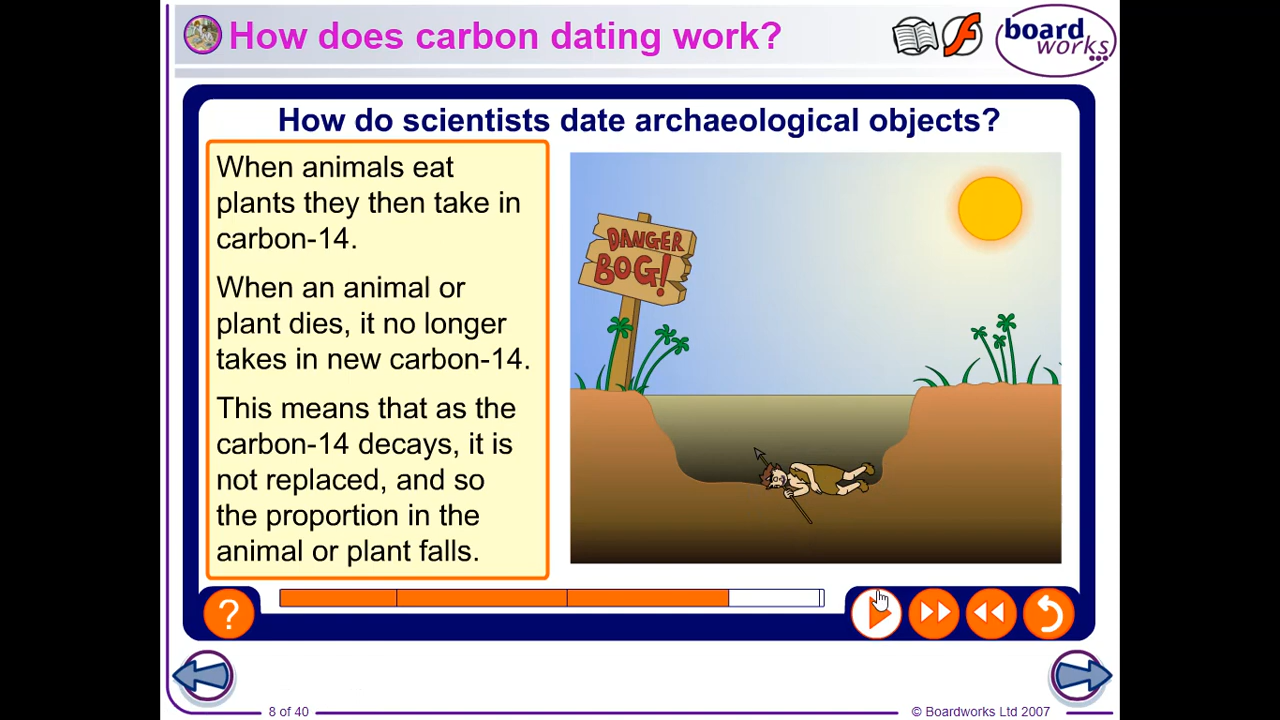 How does carbon dating work?
board
works
How do scientists date archaeological objects?
When animals eat
plants they then take in
carbon-14.
When an animal or
plant dies, it no longer
takes in new carbon-14.
This means that as the
carbon-14 decays, it is
not replaced, and so
the proportion in the
animal or plant falls.
DANGER
BOG!
?
8 of 40
© Boardworks Ltd 2007